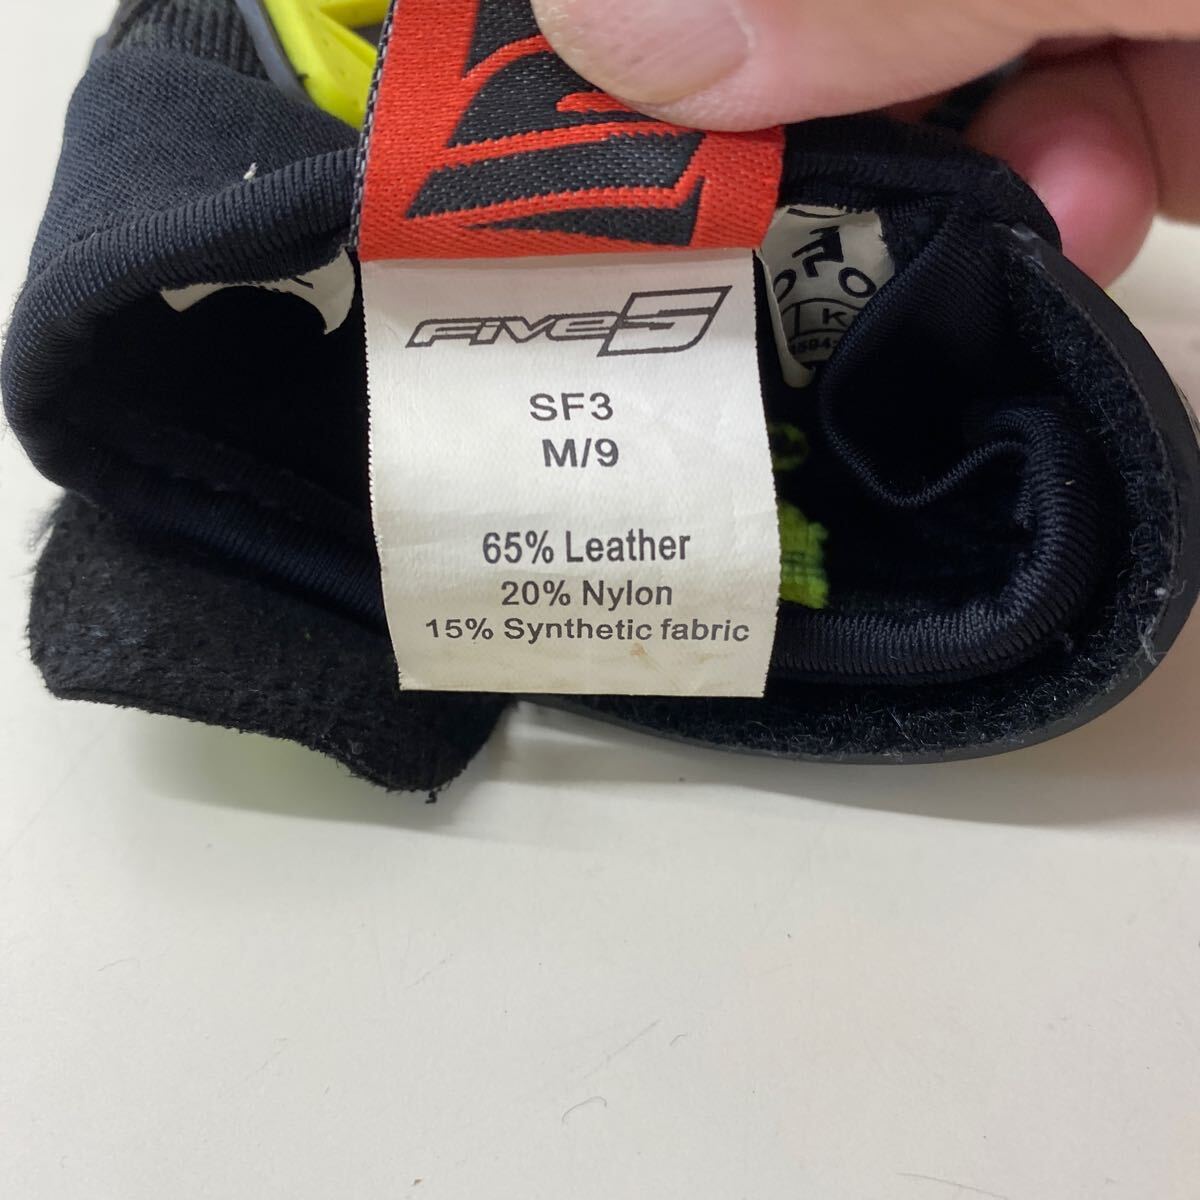 FIVE5
SF3
M/9
65% Leather
20% Nylon
15% Synthetic fabric